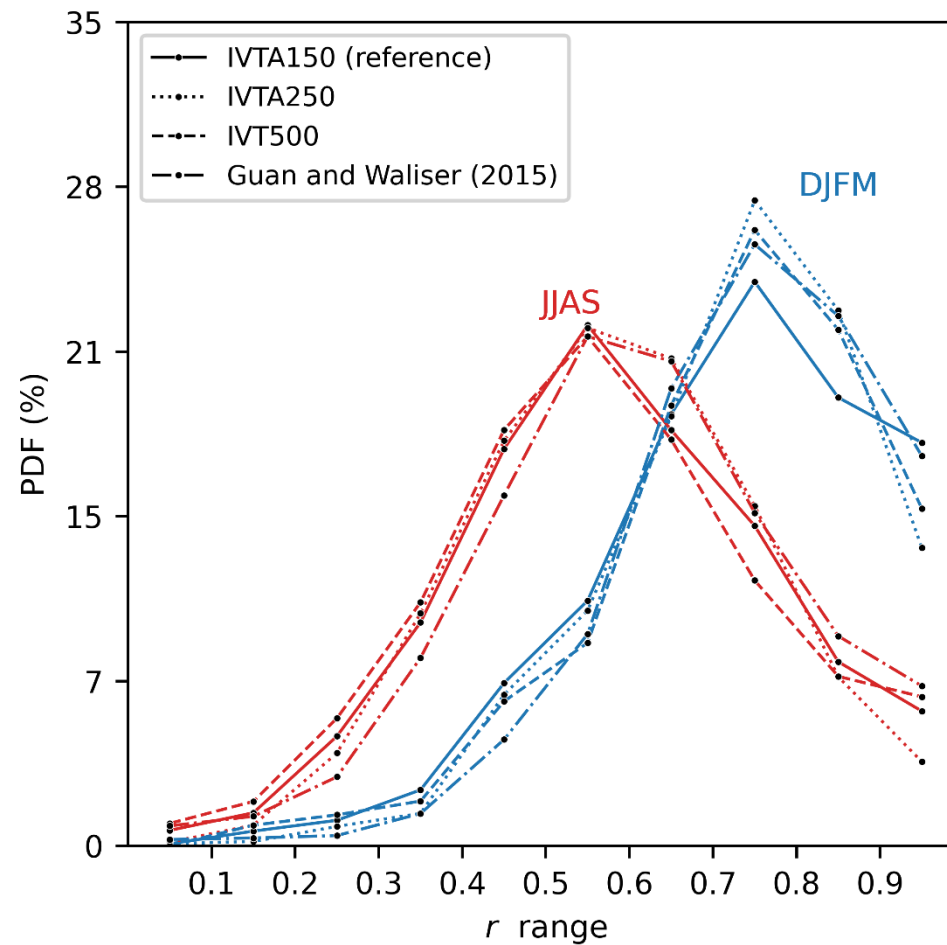 35
28
21
15
7
0
PDF (%)
IVTA150 (reference)
IVTA250
IVT500
Guan and Waliser (2015)
DJFM
JJAS
0.1 0.2 0.3 0.4 0.5 0.6 0.7 0.8 0.9
r range